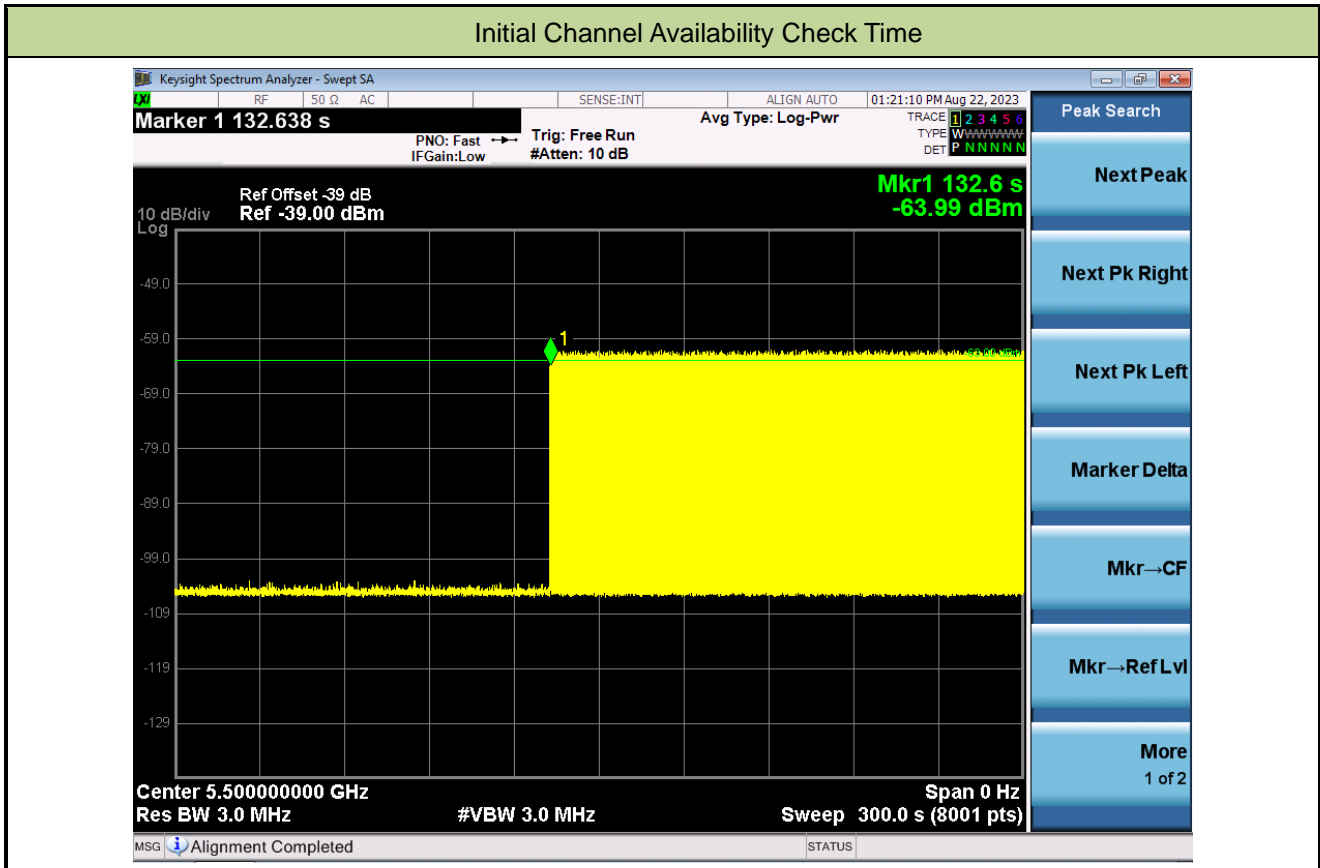 Initial Channel Availability Check Time
Keysight Spectrum Analyzer - Swept SA
LXI RF 50 Ω AC SENSE:INT ALIGN AUTO 01:21:10 PM Aug 22, 2023
Marker 1 132.638 s
PNO: Fast
IFGain:Low
Trig: Free Run
#Atten: 10 dB
Avg Type: Log-Pwr
TRACE 1 2 3 4 5 6
TYPE WWWWWW
DET P N N N N N
Mkr1 132.6 s
-63.99 dBm
Ref Offset -39 dB
10 dB/div Ref -39.00 dBm
Log
-49.0
-59.0
1
-69.0
-79.0
-89.0
-99.0
-109
-119
-129
Center 5.500000000 GHz Span 0 Hz
Res BW 3.0 MHz #VBW 3.0 MHz Sweep 300.0 s (8001 pts)
MSG Alignment Completed STATUS
Peak Search
Next Peak
Next Pk Right
Next Pk Left
Marker Delta
Mkr→CF
Mkr→Ref Lvl
More
1 of 2